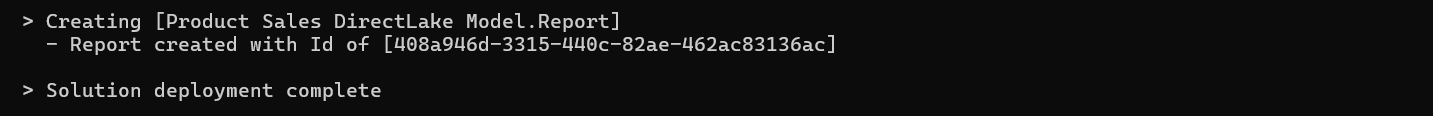 > Creating [Product Sales DirectLake Model.Report]
- Report created with Id of [408a946d-3315-440c-82ae-462ac83136ac]
> Solution deployment complete